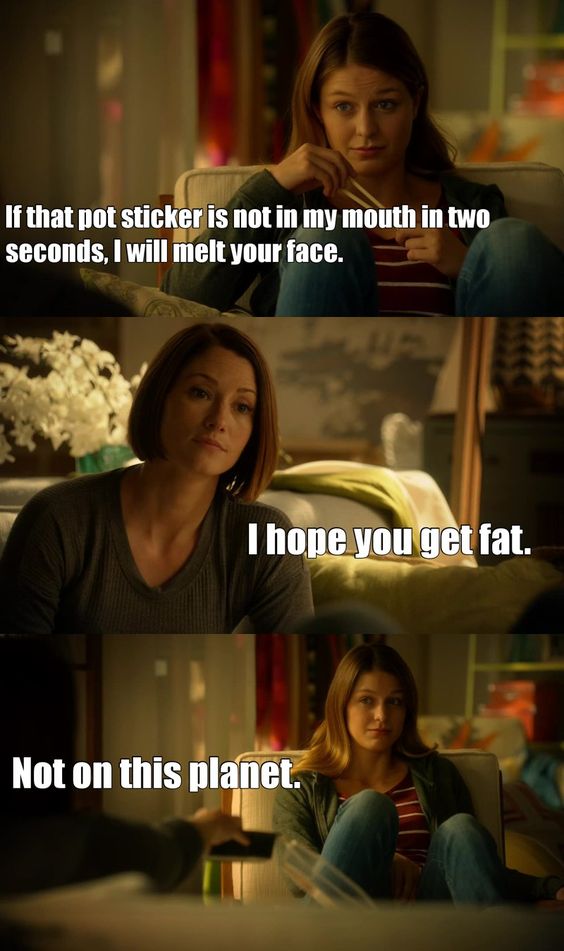 If that pot sticker is not in my mouth in two
seconds, I will melt your face.
I hope you get fat.
Not on this planet.